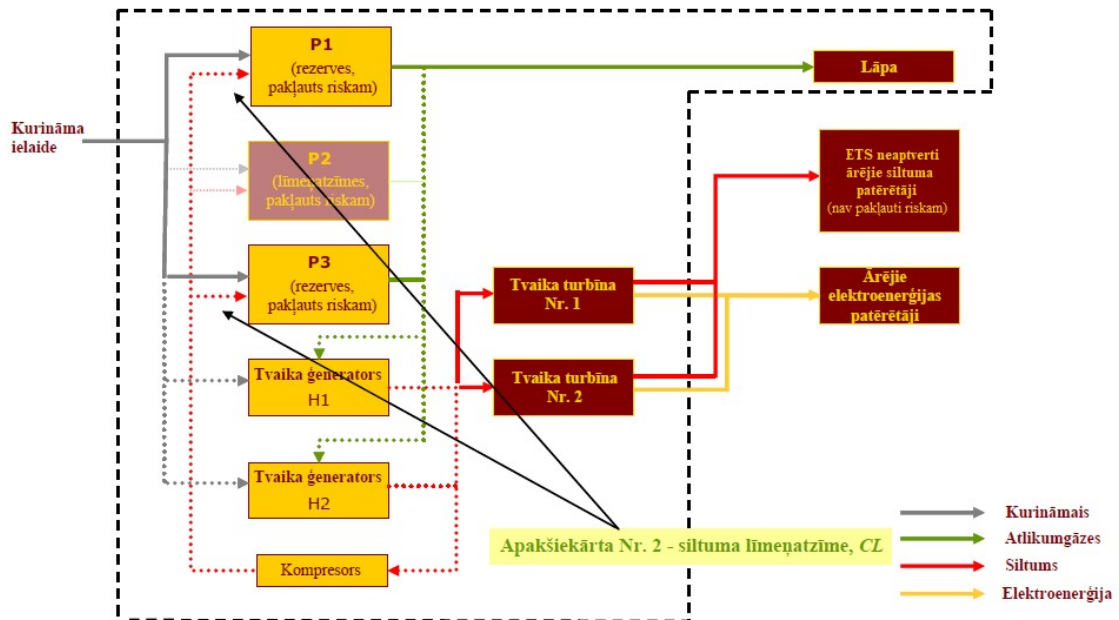 P1
(rezerves,
pakļauts riskam)
Lāpa
Kurināma
ielaide
P2
(līmeņatzīmes,
pakļauts riskam)
ETS neaptverti
ārējie siltuma
patērētāji
(nav pakļauti riskam)
P3
(rezerves,
pakļauts riskam)
Tvaika turbīna
Nr. 1
Ārējie
elektroenerģijas
patērētāji
Tvaika ģenerators
H1
Tvaika turbīna
Nr. 2
Tvaika ģenerators
H2
Apakšiekārta Nr. 2 - siltuma līmeņatzīme, CL
Kompresors
Kurināmais
Atlikumgāzes
Siltums
Elektroenerģija